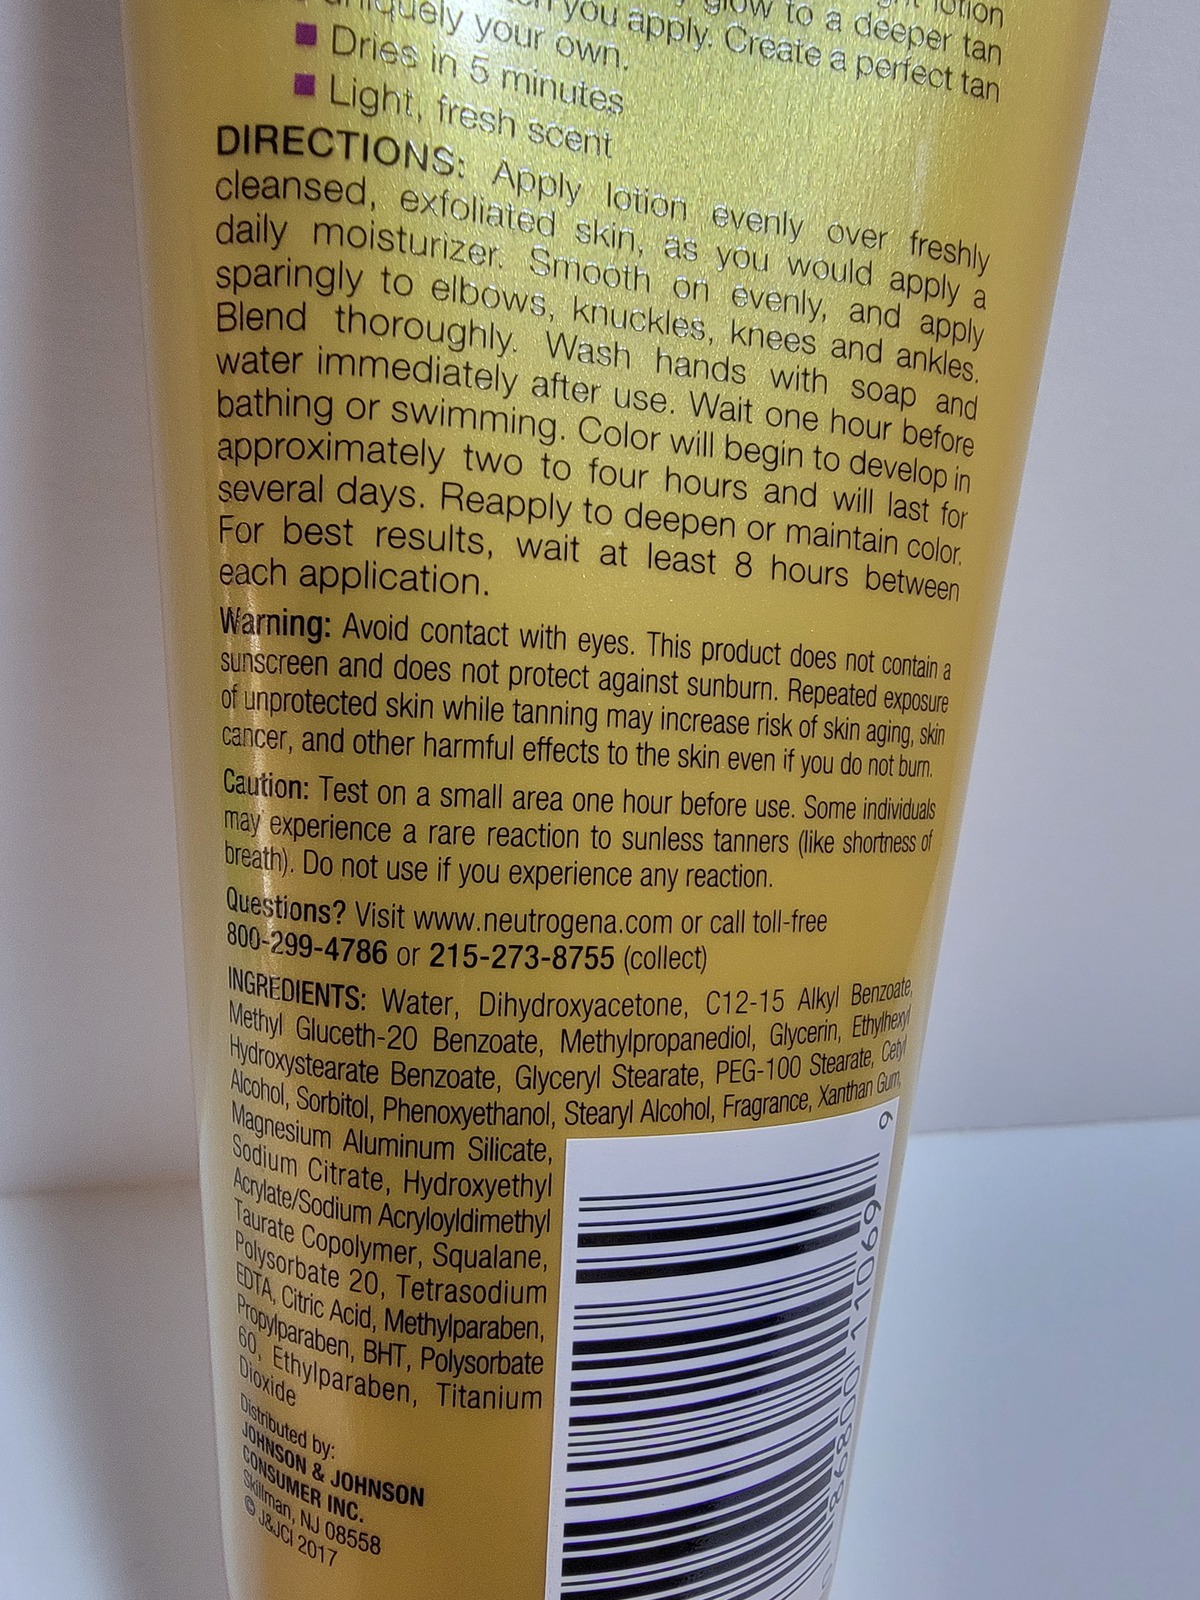 glow to a deeper tan
you apply. Create a perfect tan
uniquely your own.
■ Dries in 5 minutes
■ Light, fresh scent
DIRECTIONS: Apply lotion evenly over freshly
cleansed, exfoliated skin, as you would apply a
daily moisturizer. Smooth on evenly, and apply
sparingly to elbows, knuckles, knees and ankles.
Blend thoroughly. Wash hands with soap and
water immediately after use. Wait one hour before
bathing or swimming. Color will begin to develop in
approximately two to four hours and will last for
several days. Reapply to deepen or maintain color.
For best results, wait at least 8 hours between
each application.
Warning: Avoid contact with eyes. This product does not contain a
sunscreen and does not protect against sunburn. Repeated exposure
of unprotected skin while tanning may increase risk of skin aging, skin
cancer, and other harmful effects to the skin even if you do not burn.
Caution: Test on a small area one hour before use. Some individuals
may experience a rare reaction to sunless tanners (like shortness of
breath). Do not use if you experience any reaction.
Questions? Visit www.neutrogena.com or call toll-free
800-299-4786 or 215-273-8755 (collect)
INGREDIENTS: Water, Dihydroxyacetone, C12-15 Alkyl Benzoate,
Methyl Gluceth-20 Benzoate, Methylpropanediol, Glycerin, Ethylhexyl
Hydroxystearate Benzoate, Glyceryl Stearate, PEG-100 Stearate, Cetyl
Alcohol, Sorbitol, Phenoxyethanol, Stearyl Alcohol, Fragrance, Xanthan Gum,
Magnesium Aluminum Silicate,
Sodium Citrate, Hydroxyethyl
Acrylate/Sodium Acryloyldimethyl
Taurate Copolymer, Squalane,
Polysorbate 20, Tetrasodium
EDTA, Citric Acid, Methylparaben,
Propylparaben, BHT, Polysorbate
60, Ethylparaben, Titanium
Dioxide
Distributed by:
JOHNSON & JOHNSON
CONSUMER INC.
Skillman, NJ 08558
© J&JCI 2017
0 86800 11069 9